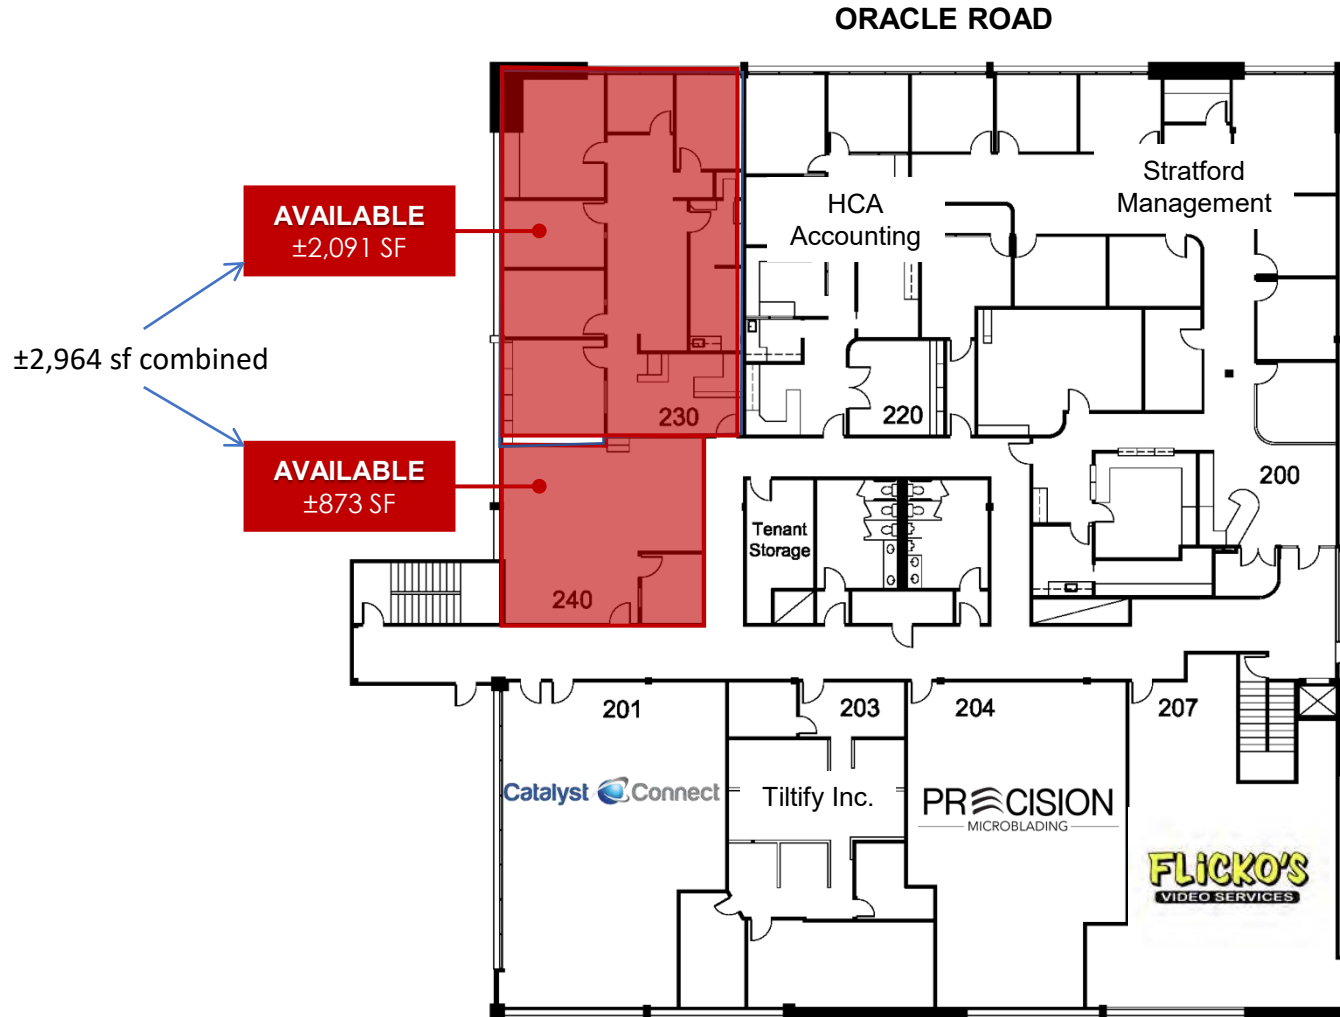 ORACLE ROAD
AVAILABLE
±2,091 SF
±2,964 sf combined
AVAILABLE
±873 SF
HCA
Accounting
Stratford
Management
230
220
200
240
Tenant
Storage
201
203
204
207
Catalyst Connect
Tiltify Inc.
PRECISION
MICROBLADING
FLiCKO'S
VIDEO SERVICES